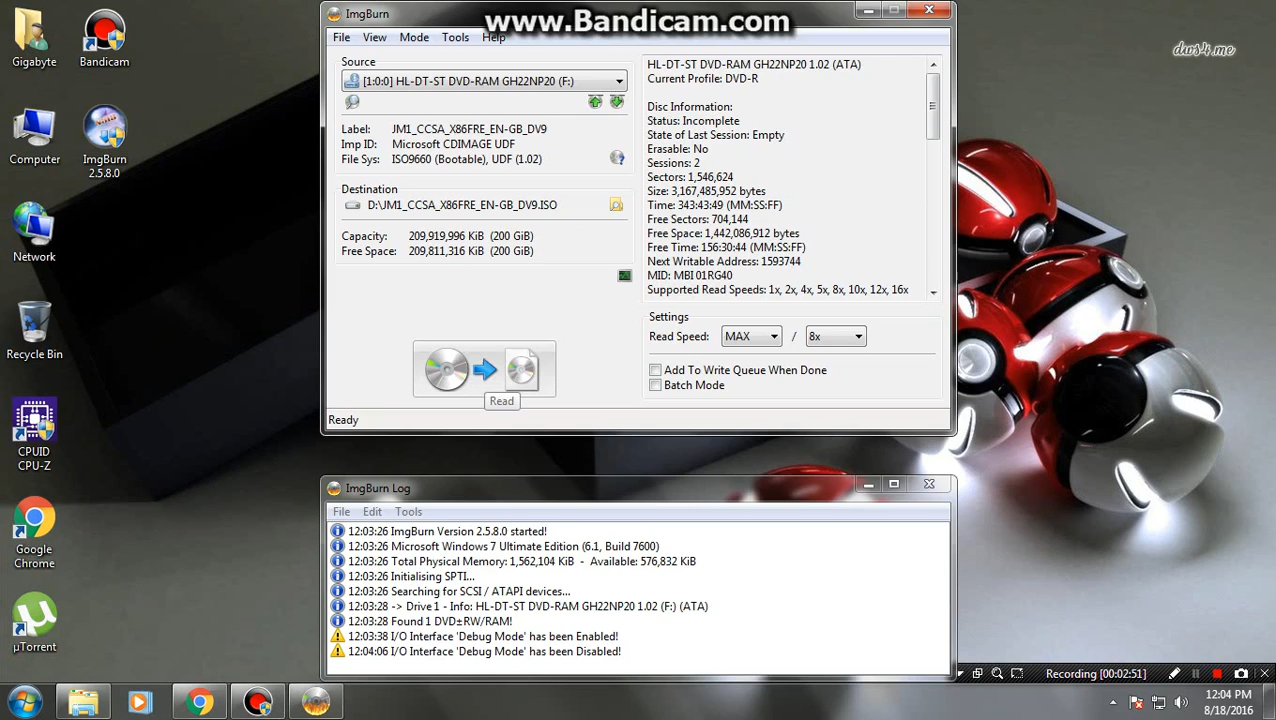 www.Bandicam.com
dws4.me
Gigabyte
Bandicam
Computer
ImgBurn
2.5.8.0
Network
Recycle Bin
CPUID
CPU-Z
Google
Chrome
µTorrent
ImgBurn
File View Mode Tools Help
Source
[1:0:0] HL-DT-ST DVD-RAM GH22NP20 (F:)
Label: JM1_CCSA_X86FRE_EN-GB_DV9
Imp ID: Microsoft CDIMAGE UDF
File Sys: ISO9660 (Bootable), UDF (1.02)
Destination
D:\JM1_CCSA_X86FRE_EN-GB_DV9.ISO
Capacity: 209,919,996 KiB (200 GiB)
Free Space: 209,811,316 KiB (200 GiB)
Read
HL-DT-ST DVD-RAM GH22NP20 1.02 (ATA)
Current Profile: DVD-R
Disc Information:
Status: Incomplete
State of Last Session: Empty
Erasable: No
Sessions: 2
Sectors: 1,546,624
Size: 3,167,485,952 bytes
Time: 343:43:49 (MM:SS:FF)
Free Sectors: 704,144
Free Space: 1,442,086,912 bytes
Free Time: 156:30:44 (MM:SS:FF)
Next Writable Address: 1593744
MID: MBI 01RG40
Supported Read Speeds: 1x, 2x, 4x, 5x, 8x, 10x, 12x, 16x
Settings
Read Speed: MAX / 8x
Add To Write Queue When Done
Batch Mode
Ready
ImgBurn Log
File Edit Tools
12:03:26 ImgBurn Version 2.5.8.0 started!
12:03:26 Microsoft Windows 7 Ultimate Edition (6.1, Build 7600)
12:03:26 Total Physical Memory: 1,562,104 KiB - Available: 576,832 KiB
12:03:26 Initialising SPTI...
12:03:26 Searching for SCSI / ATAPI devices...
12:03:28 -> Drive 1 - Info: HL-DT-ST DVD-RAM GH22NP20 1.02 (F:) (ATA)
12:03:28 Found 1 DVD±RW/RAM!
12:03:38 I/O Interface 'Debug Mode' has been Enabled!
12:04:06 I/O Interface 'Debug Mode' has been Disabled!
Recording [00:02:51]
12:04 PM
8/18/2016